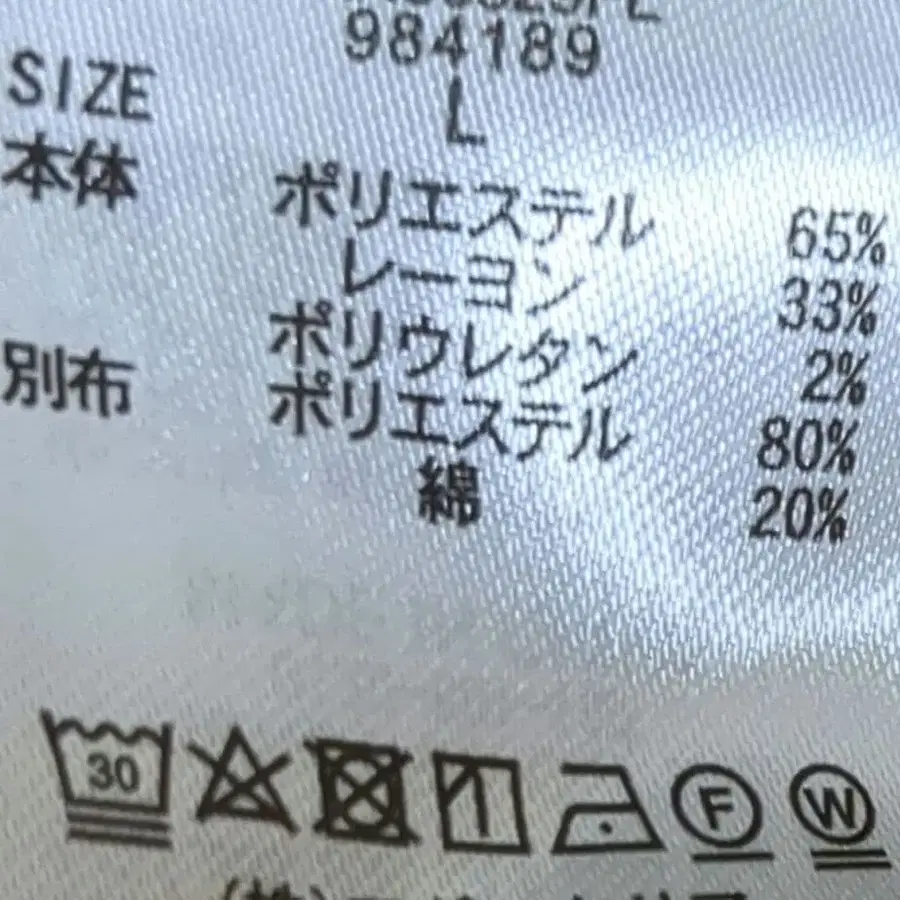 984189
SIZE L
本体 ポリエステル 65%
レーヨン 33%
ポリウレタン 2%
別布 ポリエステル 80%
綿 20%
30
F W